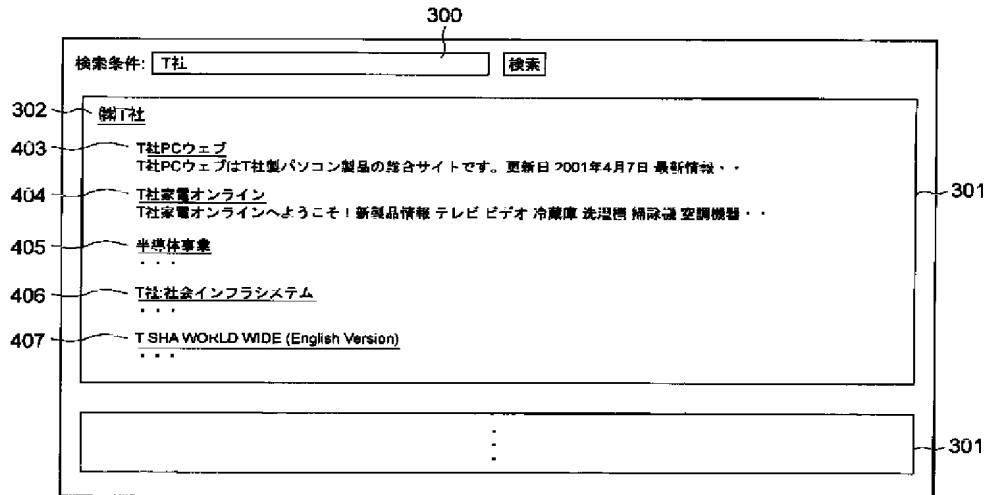 300
検索条件: T社 検索
302 ㈱T社
403 T社PCウェブ
T社PCウェブはT社製パソコン製品の総合サイトです。更新日 2001年4月7日 最新情報・・
404 T社家電オンライン
T社家電オンラインへようこそ！新製品情報 テレビ ビデオ 冷蔵庫 洗濯機 掃除機 空調機器・・
301
405 半導体事業
・・・
406 T社:社会インフラシステム
・・・
407 T SHA WORLD WIDE (English Version)
・・・
301